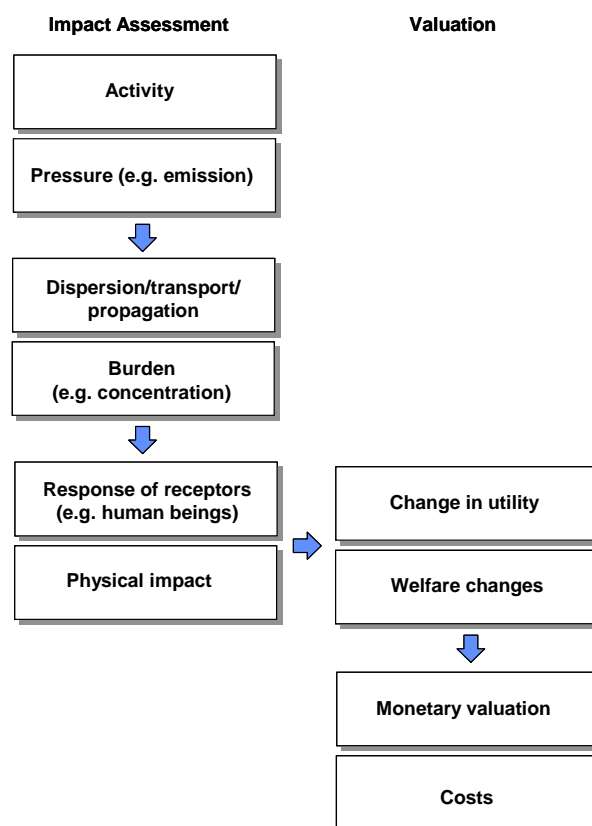 Impact Assessment
Valuation
Activity
Pressure (e.g. emission)
Dispersion/transport/
propagation
Burden
(e.g. concentration)
Response of receptors
(e.g. human beings)
Physical impact
Change in utility
Welfare changes
Monetary valuation
Costs